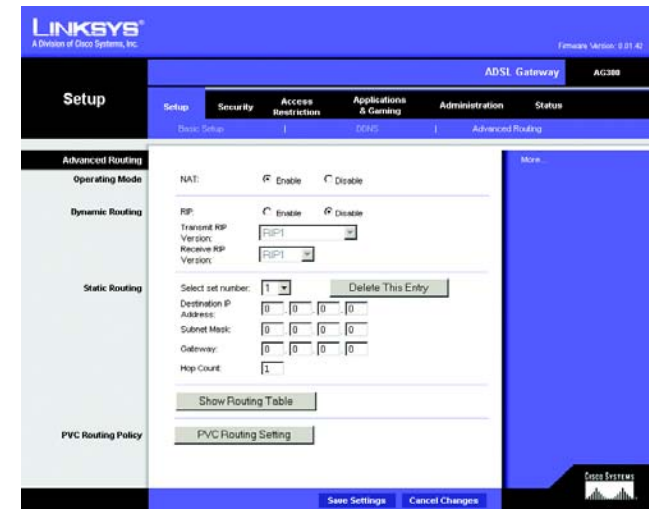 LINKSYS®
A Division of Cisco Systems, Inc.
Firmware Version: 0.01.42
ADSL Gateway AG300
Setup
Setup Security Access Restriction Applications & Gaming Administration Status
Basic Setup | DDNS | Advanced Routing
Advanced Routing
More...
Operating Mode
NAT: Enable Disable
Dynamic Routing
RIP: Enable Disable
Transmit RIP Version: RIP1
Receive RIP Version: RIP1
Static Routing
Select set number: 1 Delete This Entry
Destination IP Address: 0 . 0 . 0 . 0
Subnet Mask: 0 . 0 . 0 . 0
Gateway: 0 . 0 . 0 . 0
Hop Count: 1
Show Routing Table
PVC Routing Policy
PVC Routing Setting
Save Settings Cancel Changes
CISCO SYSTEMS